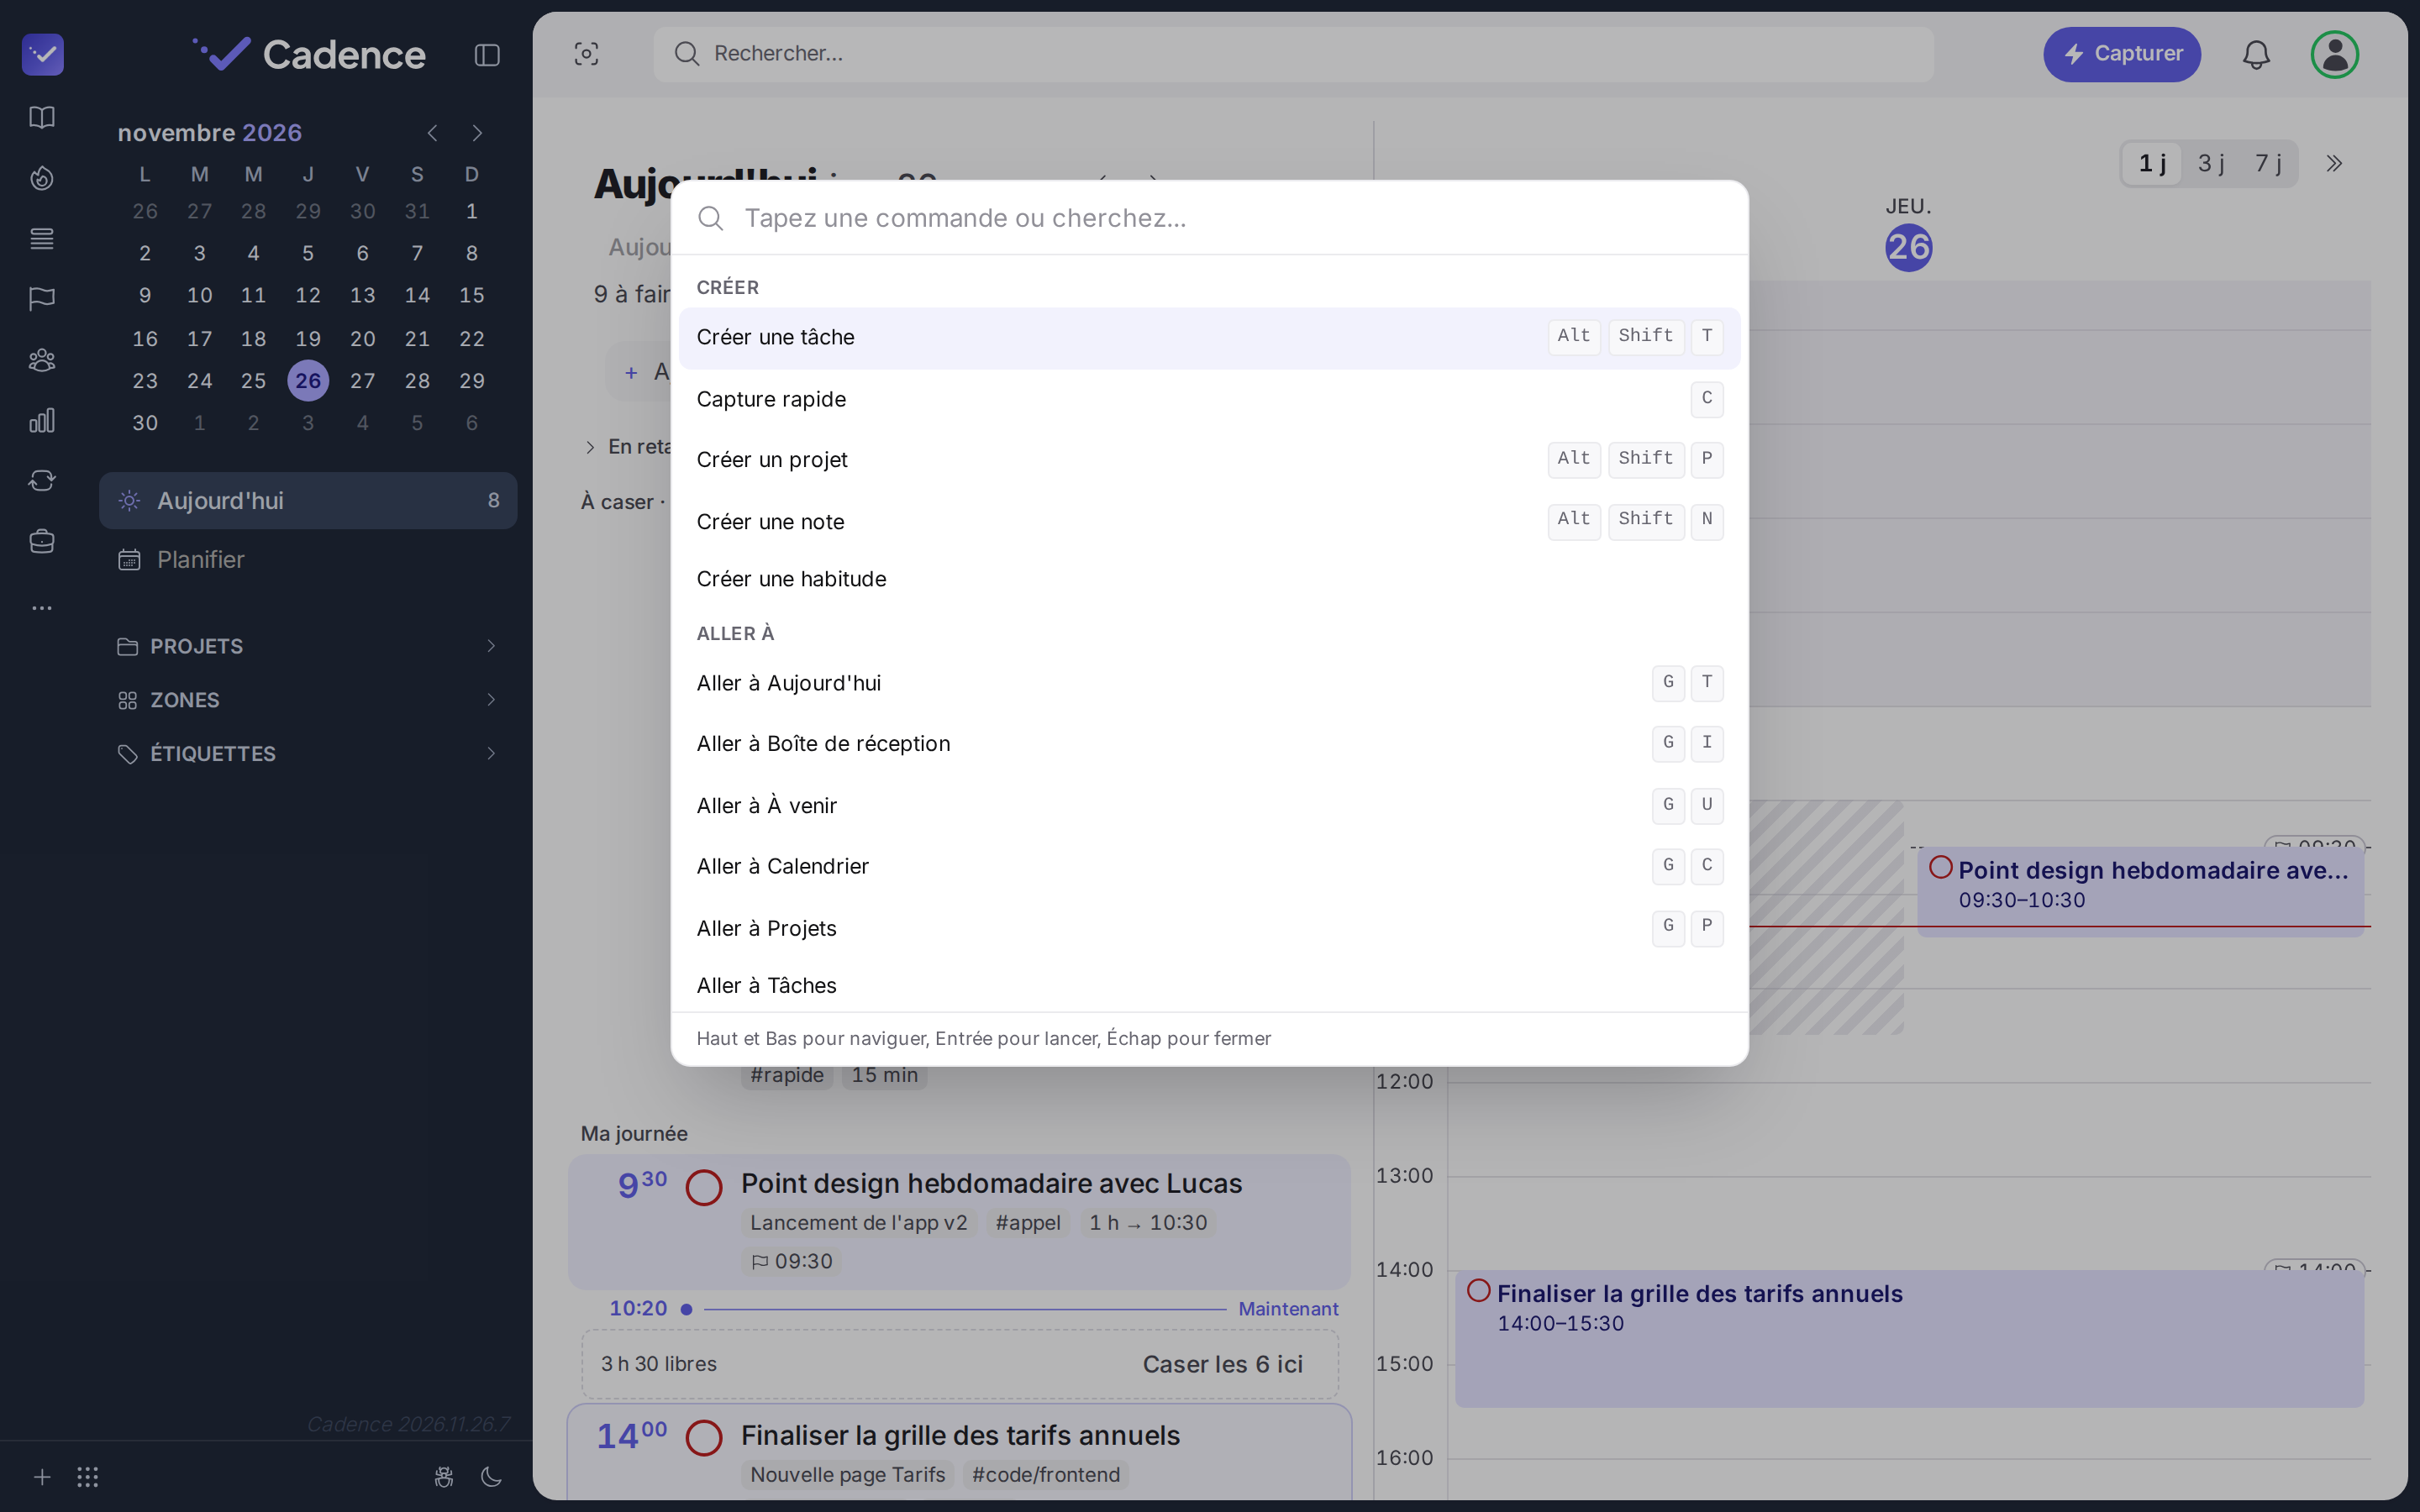 Cadence
novembre 2026
L M M J V S D
26 27 28 29 30 31 1
2 3 4 5 6 7 8
9 10 11 12 13 14 15
16 17 18 19 20 21 22
23 24 25 26 27 28 29
30 1 2 3 4 5 6
Aujourd'hui 8
Planifier
PROJETS
ZONES
ÉTIQUETTES
Cadence 2026.11.26.7
Rechercher...
Capturer
Aujourd'hui
1 j 3 j 7 j
JEU.
26
9 à
À caser ·
Tapez une commande ou cherchez...
CRÉER
Créer une tâche Alt Shift T
Capture rapide C
Créer un projet Alt Shift P
Créer une note Alt Shift N
Créer une habitude
ALLER À
Aller à Aujourd'hui G T
Aller à Boîte de réception G I
Aller à À venir G U
Aller à Calendrier G C
Aller à Projets G P
Aller à Tâches
Haut et Bas pour naviguer, Entrée pour lancer, Échap pour fermer
#rapide 15 min
Ma journée
9 30 Point design hebdomadaire avec Lucas
Lancement de l'app v2 #appel 1 h → 10:30
09:30
10:20 Maintenant
3 h 30 libres Caser les 6 ici
14 00 Finaliser la grille des tarifs annuels
Nouvelle page Tarifs #code/frontend
09:30
Point design hebdomadaire ave...
09:30–10:30
12:00
13:00
14:00
14:00
Finaliser la grille des tarifs annuels
14:00–15:30
15:00
16:00